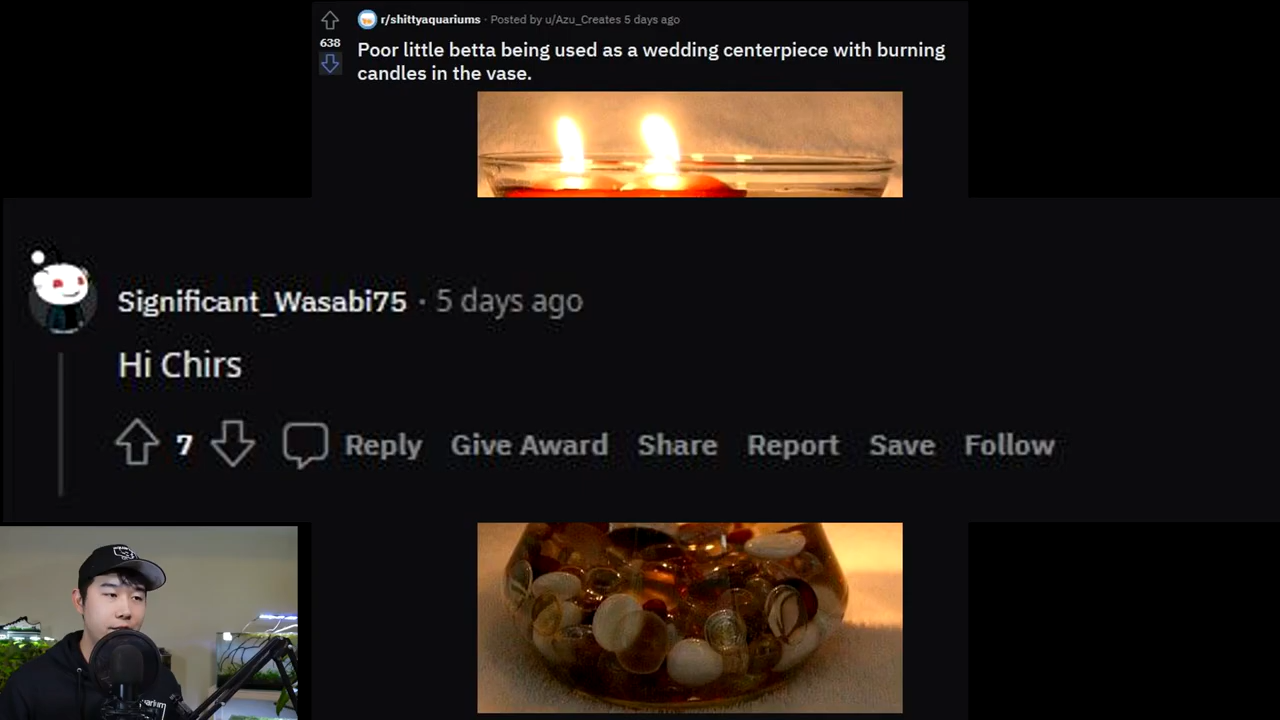 r/shittyaquariums · Posted by u/Azu_Creates 5 days ago
638
Poor little betta being used as a wedding centerpiece with burning
candles in the vase.
Significant_Wasabi75 · 5 days ago
Hi Chirs
7 Reply Give Award Share Report Save Follow